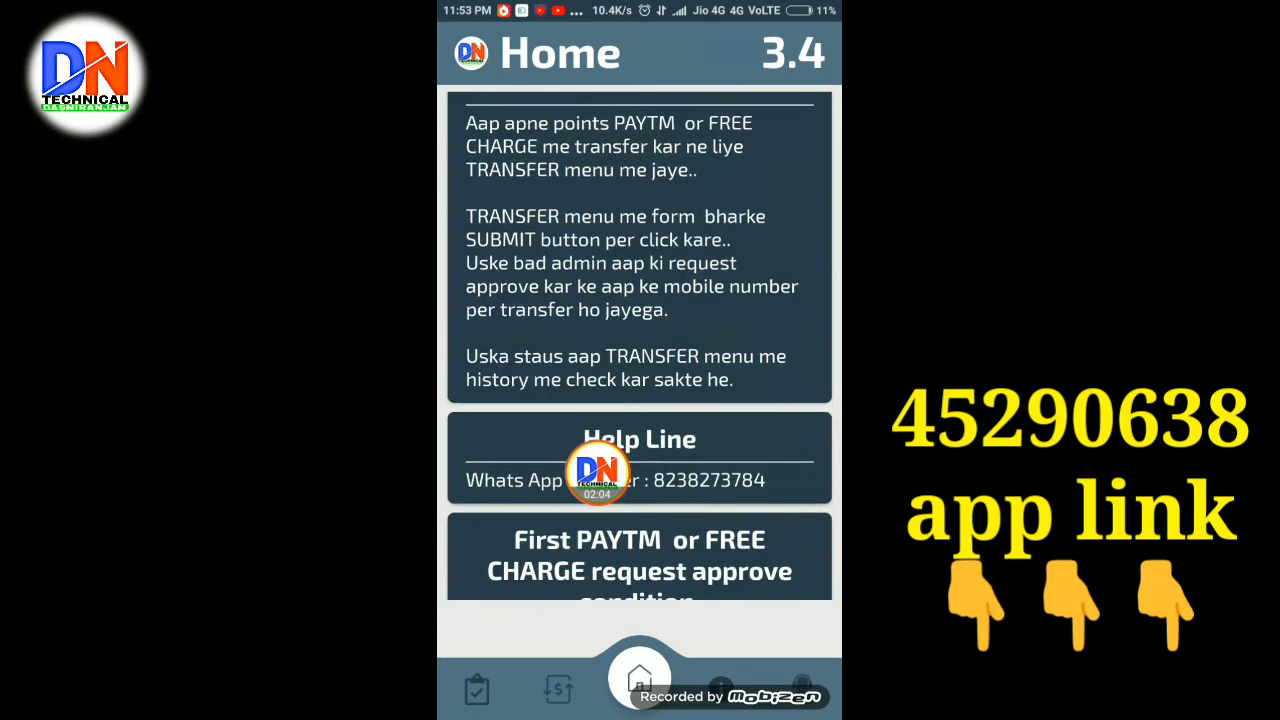 DN
TECHNICAL
DASNIRANJAN
11:53 PM
10.4K/s
Jio 4G 4G VoLTE
11%
DN Home
3.4
Aap apne points PAYTM or FREE
CHARGE me transfer kar ne liye
TRANSFER menu me jaye..
TRANSFER menu me form bharke
SUBMIT button per click kare..
Uske bad admin aap ki request
approve kar ke aap ke mobile number
per transfer ho jayega.
Uska staus aap TRANSFER menu me
history me check kar sakte he.
Help Line
Whats App : 8238273784
DN
TECHNICAL
02:04
First PAYTM or FREE
CHARGE request approve
condition
Recorded by mobizen
45290638
app link